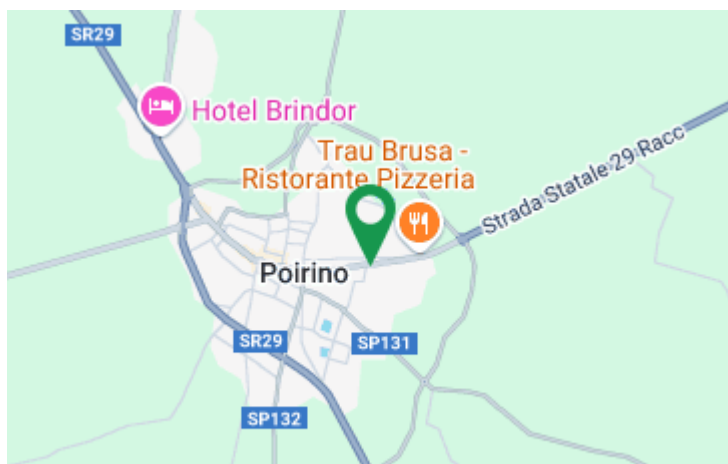 SR29
Hotel Brindor
Trau Brusa -
Ristorante Pizzeria
Strada Statale 29 Racc
Poirino
SR29
SP131
SP132